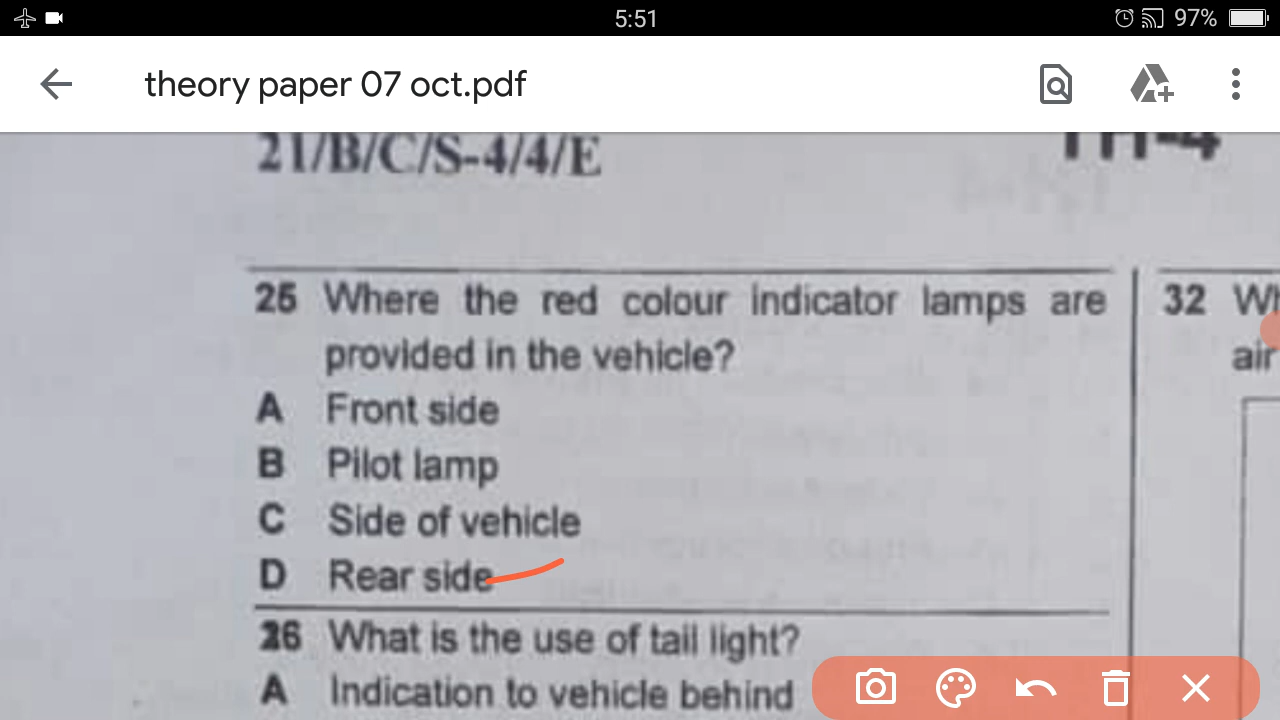 5:51
97%
theory paper 07 oct.pdf
21/B/C/S-4/4/E
25 Where the red colour indicator lamps are
provided in the vehicle?
A Front side
B Pilot lamp
C Side of vehicle
D Rear side
26 What is the use of tail light?
A Indication to vehicle behind
32
air